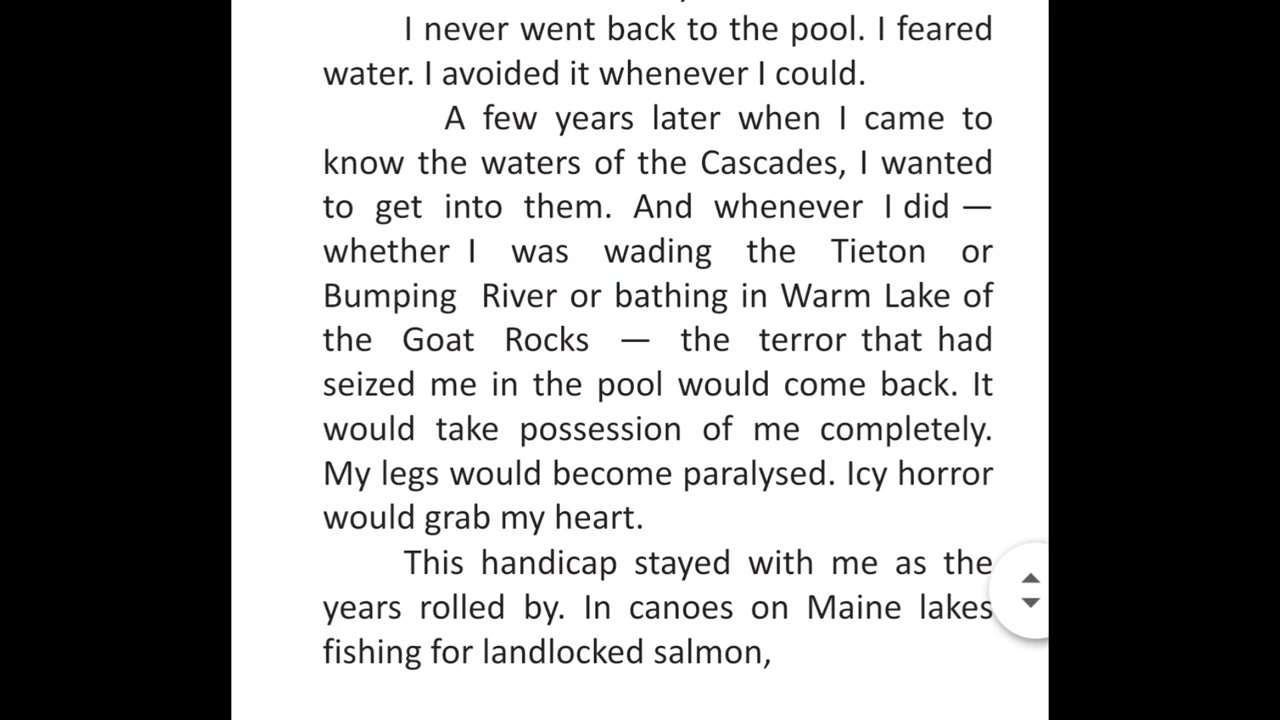 I never went back to the pool. I feared
water. I avoided it whenever I could.
A few years later when I came to
know the waters of the Cascades, I wanted
to get into them. And whenever I did —
whether I was wading the Tieton or
Bumping River or bathing in Warm Lake of
the Goat Rocks — the terror that had
seized me in the pool would come back. It
would take possession of me completely.
My legs would become paralysed. Icy horror
would grab my heart.
This handicap stayed with me as the
years rolled by. In canoes on Maine lakes
fishing for landlocked salmon,